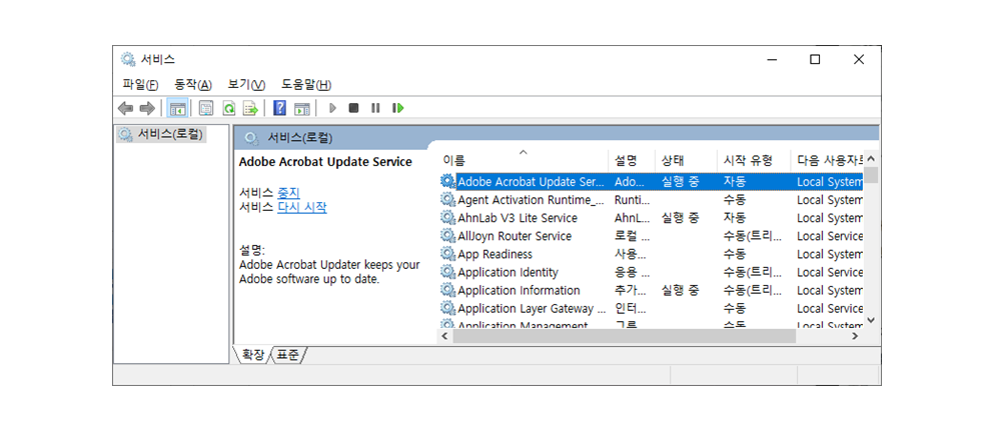 서비스
파일(F) 동작(A) 보기(V) 도움말(H)
서비스(로컬)
서비스(로컬)
Adobe Acrobat Update Service
서비스 중지
서비스 다시 시작
설명:
Adobe Acrobat Updater keeps your
Adobe software up to date.
이름 설명 상태 시작 유형 다음 사용자로
Adobe Acrobat Update Ser... Ado... 실행 중 자동 Local System
Agent Activation Runtime_... Runti... 수동 Local System
AhnLab V3 Lite Service AhnL... 실행 중 자동 Local System
AllJoyn Router Service 로컬 ... 수동(트리... Local Service
App Readiness 사용... 수동 Local System
Application Identity 응용 ... 수동(트리... Local Service
Application Information 추가... 실행 중 수동(트리... Local System
Application Layer Gateway ... 인터... 수동 Local Service
Application Management 그룹 수동 Local System
확장 표준